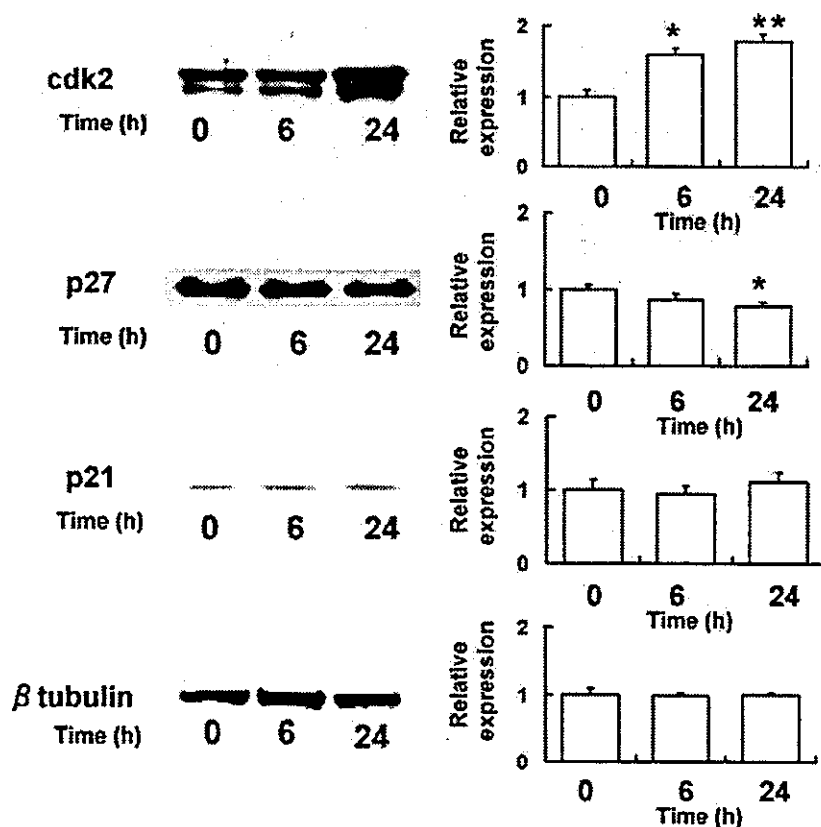 cdk2
Time (h) 0 6 24
Relative expression
2
1
0
* **
0 6 24
Time (h)
p27
Time (h) 0 6 24
Relative expression
2
1
0
*
0 6 24
Time (h)
p21
Time (h) 0 6 24
Relative expression
2
1
0
0 6 24
Time (h)
β tubulin
Time (h) 0 6 24
Relative expression
2
1
0
0 6 24
Time (h)